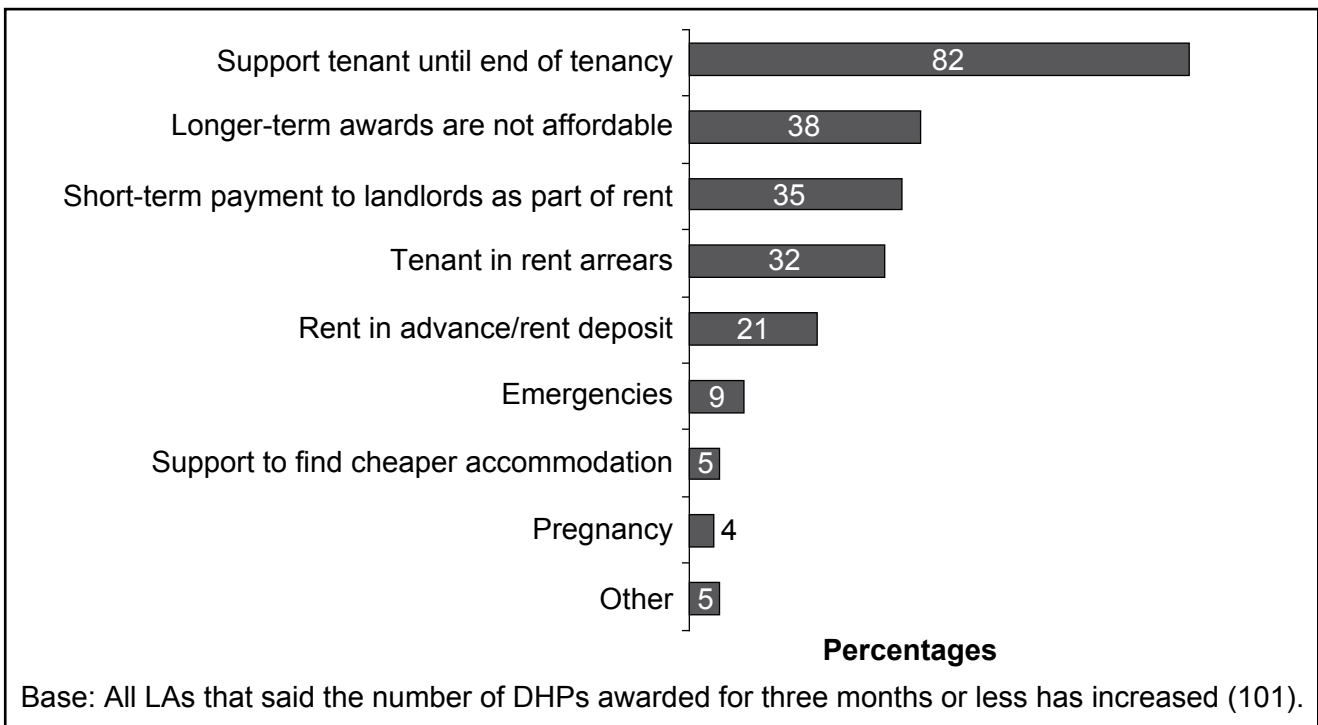 Support tenant until end of tenancy 82
Longer-term awards are not affordable 38
Short-term payment to landlords as part of rent 35
Tenant in rent arrears 32
Rent in advance/rent deposit 21
Emergencies 9
Support to find cheaper accommodation 5
Pregnancy 4
Other 5
Percentages
Base: All LAs that said the number of DHPs awarded for three months or less has increased (101).